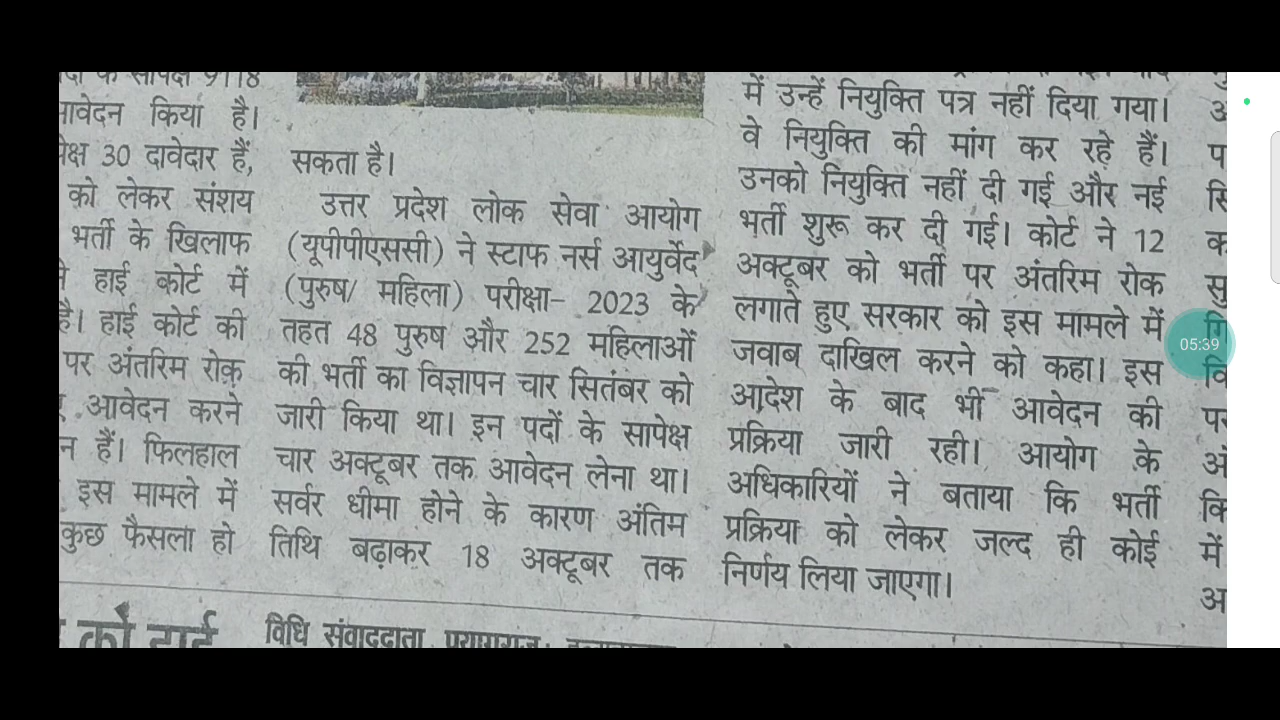 आवेदन किया है।
30 दावेदार हैं,
को लेकर संशय
भर्ती के खिलाफ
हाई कोर्ट में
है। हाई कोर्ट की
पर अंतरिम रोक
आवेदन करने
हैं। फिलहाल
इस मामले में
कुछ फैसला हो
सकता है।
उत्तर प्रदेश लोक सेवा आयोग
(यूपीपीएससी) ने स्टाफ नर्स आयुर्वेद
(पुरुष/ महिला) परीक्षा- 2023 के
तहत 48 पुरुष और 252 महिलाओं
की भर्ती का विज्ञापन चार सितंबर को
जारी किया था। इन पदों के सापेक्ष
चार अक्टूबर तक आवेदन लेना था।
सर्वर धीमा होने के कारण अंतिम
तिथि बढ़ाकर 18 अक्टूबर तक
में उन्हें नियुक्ति पत्र नहीं दिया गया।
वे नियुक्ति की मांग कर रहे हैं।
उनको नियुक्ति नहीं दी गई और नई
भर्ती शुरू कर दी गई। कोर्ट ने 12
अक्टूबर को भर्ती पर अंतरिम रोक
लगाते हुए सरकार को इस मामले में
जवाब दाखिल करने को कहा। इस
आदेश के बाद भी आवेदन की
प्रक्रिया जारी रही। आयोग के
अधिकारियों ने बताया कि भर्ती
प्रक्रिया को लेकर जल्द ही कोई
निर्णय लिया जाएगा।
में
05:39
विधि संवाददाता, प्रयागराज।